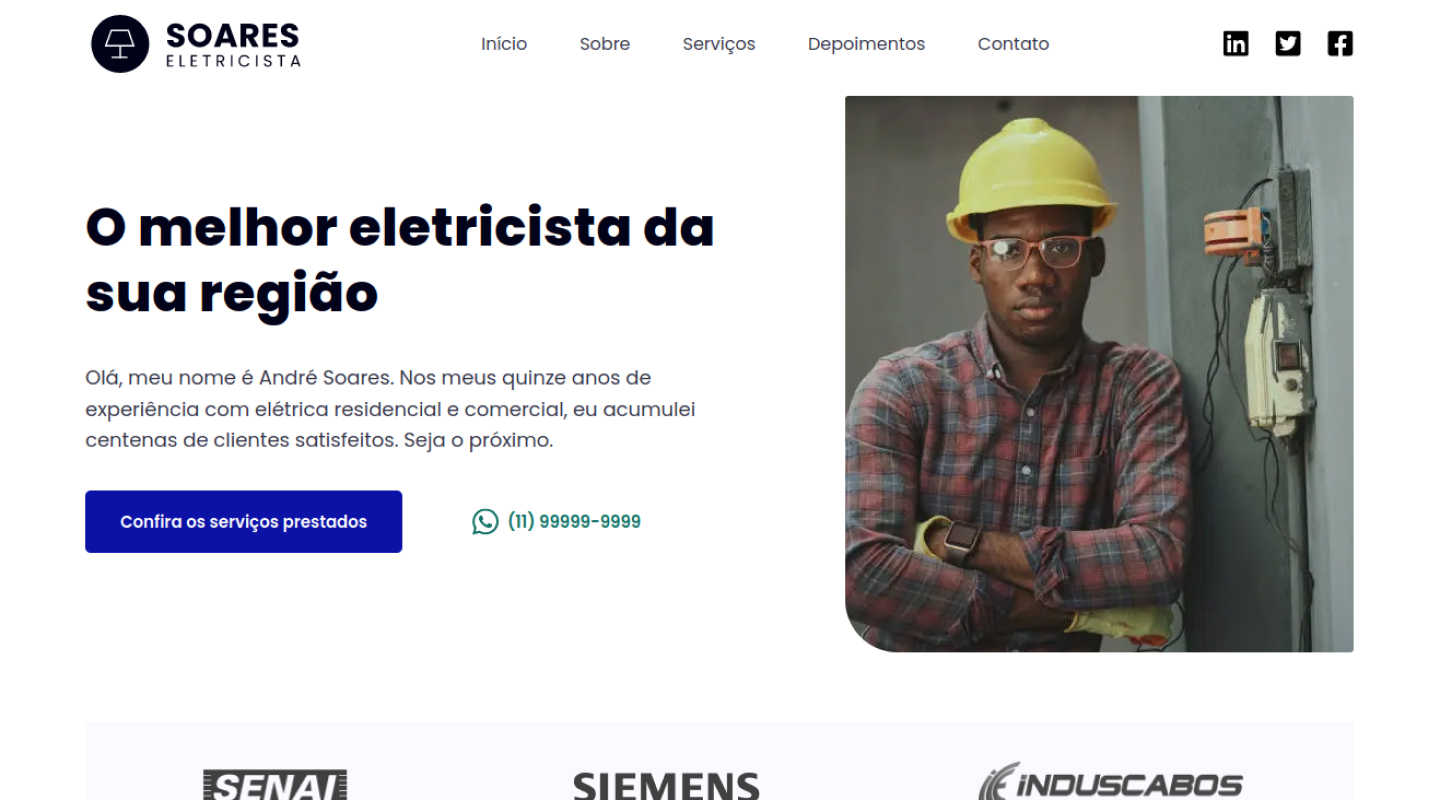 SOARES
ELETRICISTA
Início
Sobre
Serviços
Depoimentos
Contato
in
O melhor eletricista da
sua região
Olá, meu nome é André Soares. Nos meus quinze anos de
experiência com elétrica residencial e comercial, eu acumulei
centenas de clientes satisfeitos. Seja o próximo.
Confira os serviços prestados
(11) 99999-9999
SENAI
SIEMENS
iNDUSCABOS